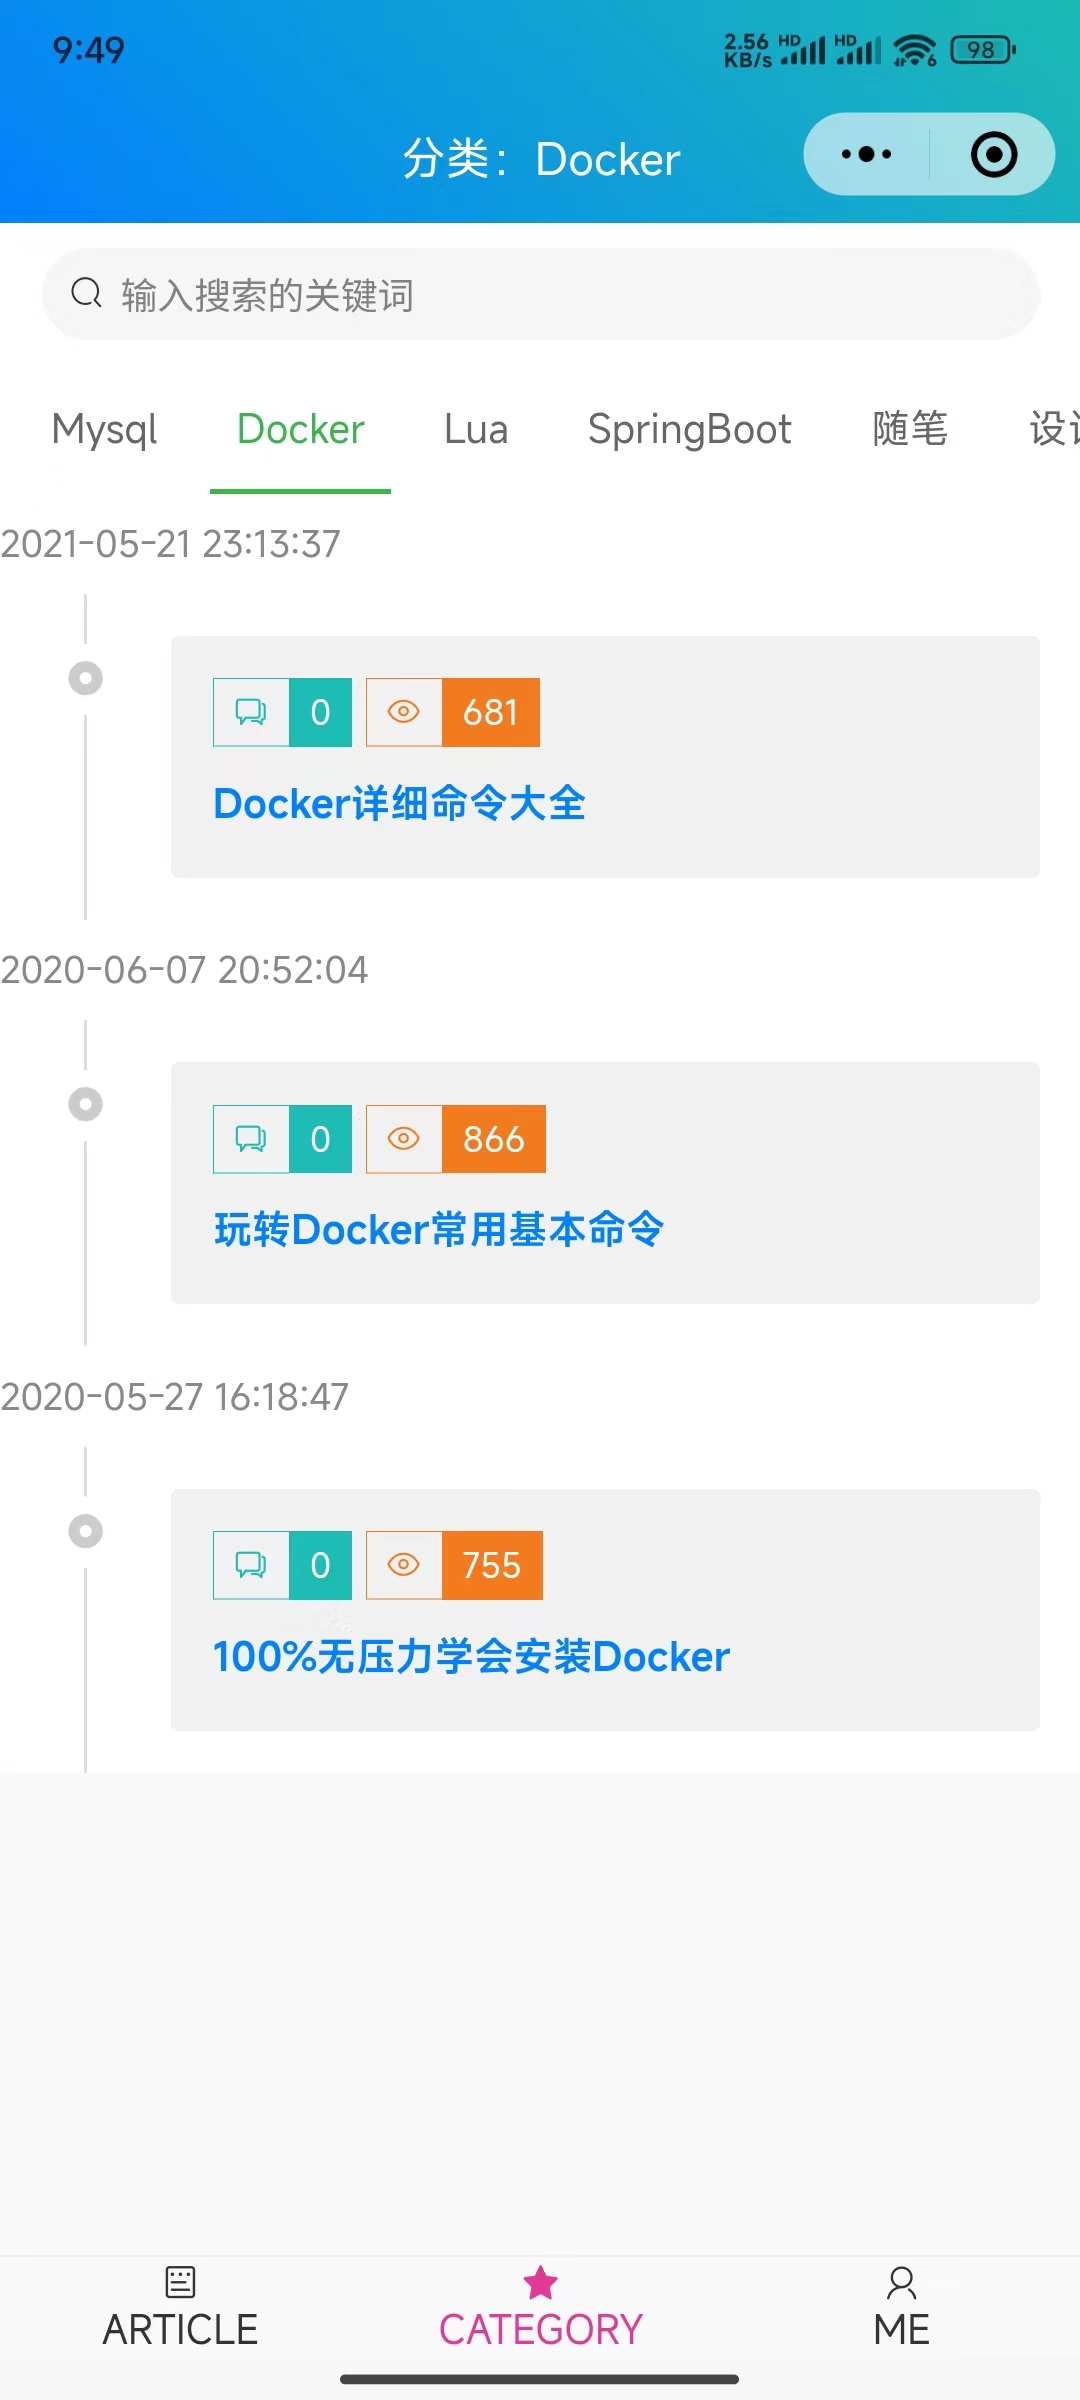 9:49
2.56 KB/s HD HD 6 98
分类：Docker
输入搜索的关键词
Mysql Docker Lua SpringBoot 随笔
2021-05-21 23:13:37
0 681
Docker详细命令大全
2020-06-07 20:52:04
0 866
玩转Docker常用基本命令
2020-05-27 16:18:47
0 755
100%无压力学会安装Docker
ARTICLE CATEGORY ME